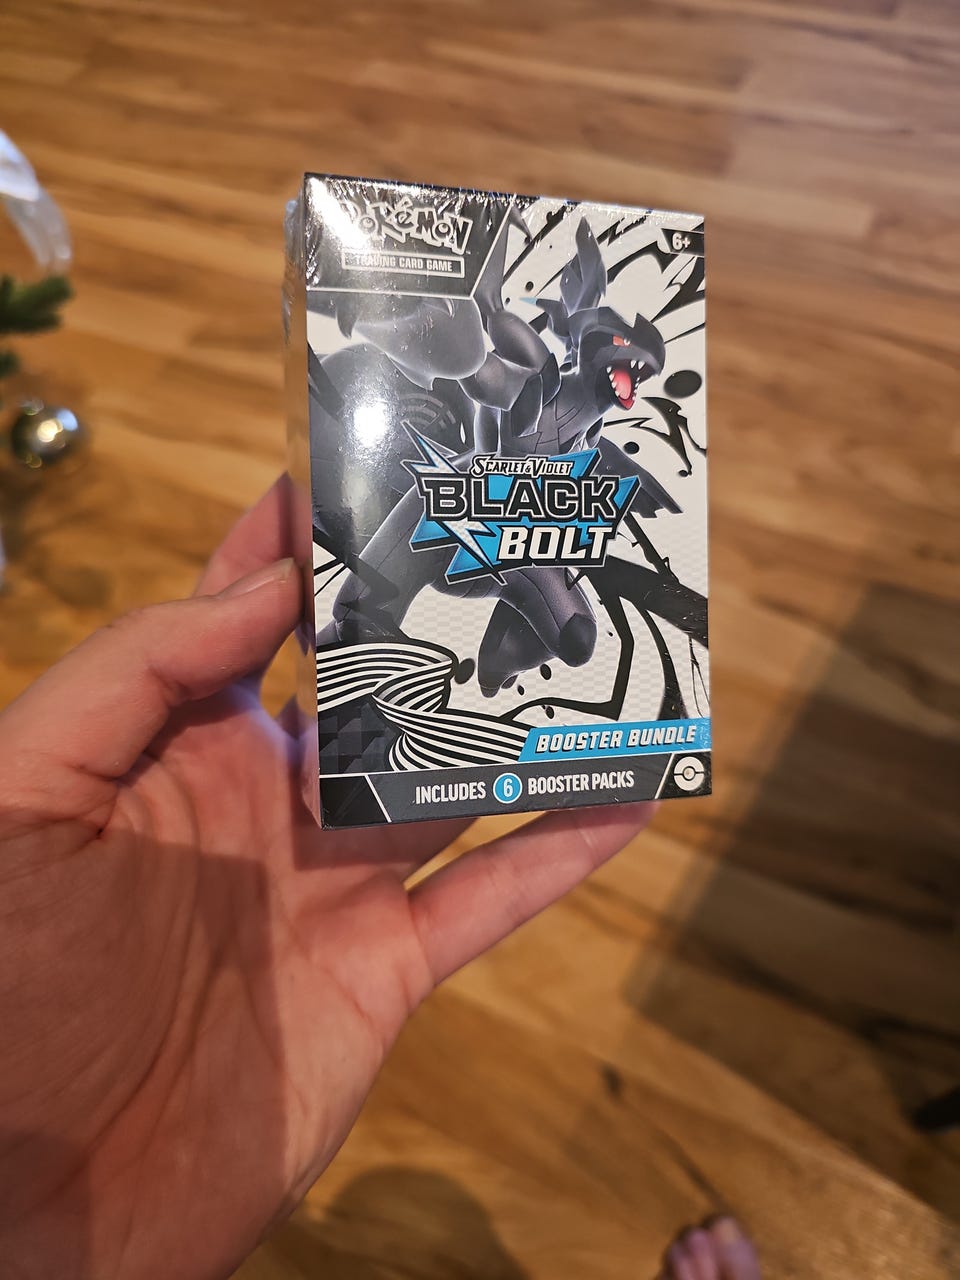 POKÉMON
TRADING CARD GAME
6+
SCARLET & VIOLET
BLACK
BOLT
BOOSTER BUNDLE
INCLUDES 6 BOOSTER PACKS